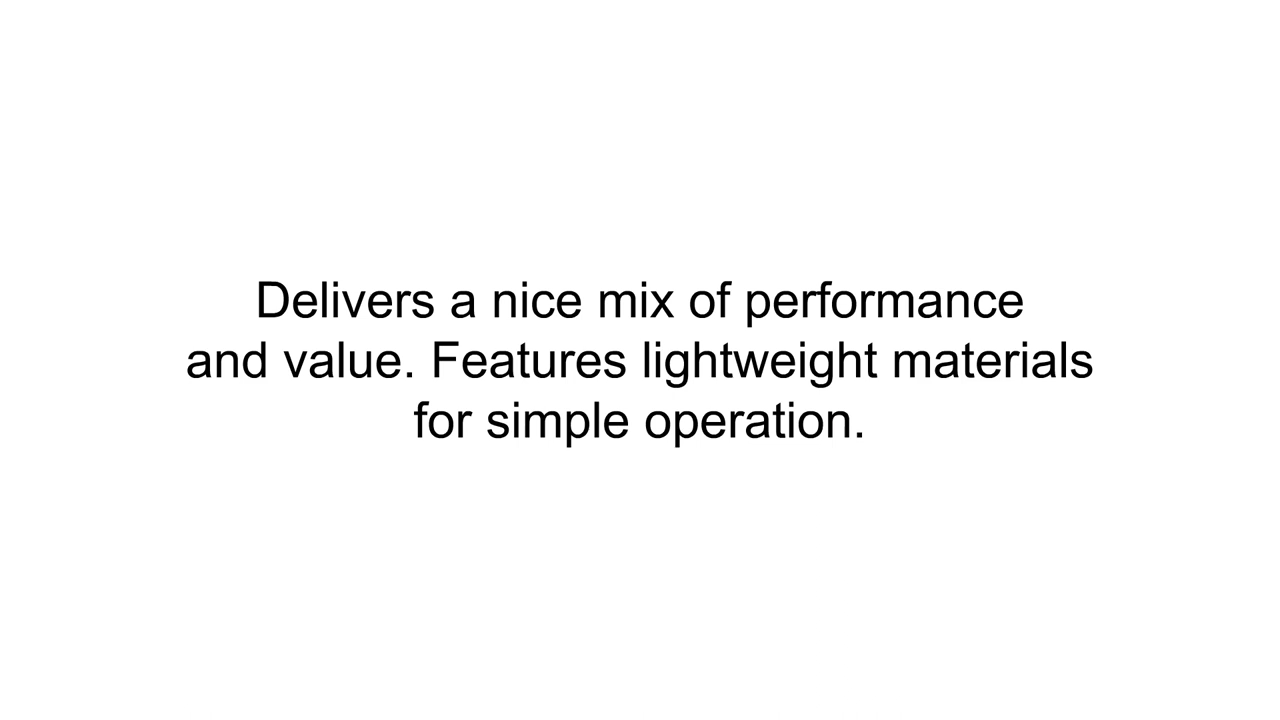 Delivers a nice mix of performance
and value. Features lightweight materials
for simple operation.